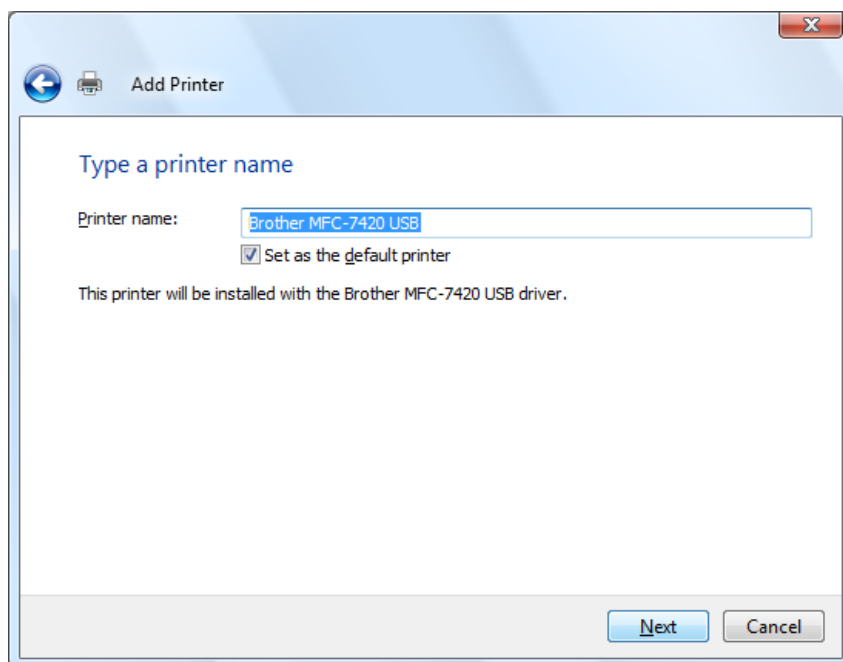 Add Printer
Type a printer name
Printer name: Brother MFC-7420 USB
Set as the default printer
This printer will be installed with the Brother MFC-7420 USB driver.
Next Cancel